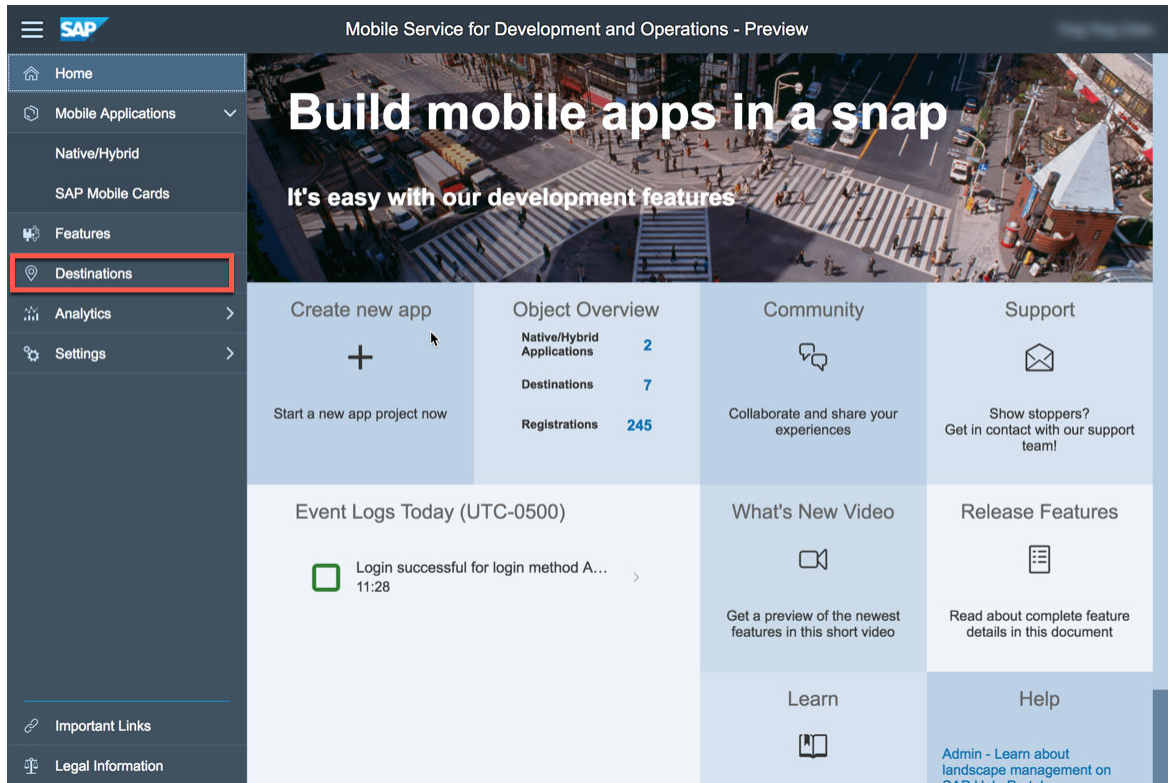 SAP
Mobile Service for Development and Operations - Preview
Home
Mobile Applications
Native/Hybrid
SAP Mobile Cards
Features
Destinations
Analytics
Settings
Important Links
Legal Information
Build mobile apps in a snap
It's easy with our development features
Create new app
Start a new app project now
Object Overview
Native/Hybrid
Applications 2
Destinations 7
Registrations 245
Community
Collaborate and share your
experiences
Support
Show stoppers?
Get in contact with our support
team!
Event Logs Today (UTC-0500)
Login successful for login method A...
11:28
What's New Video
Get a preview of the newest
features in this short video
Release Features
Read about complete feature
details in this document
Learn
Help
Admin - Learn about
landscape management on